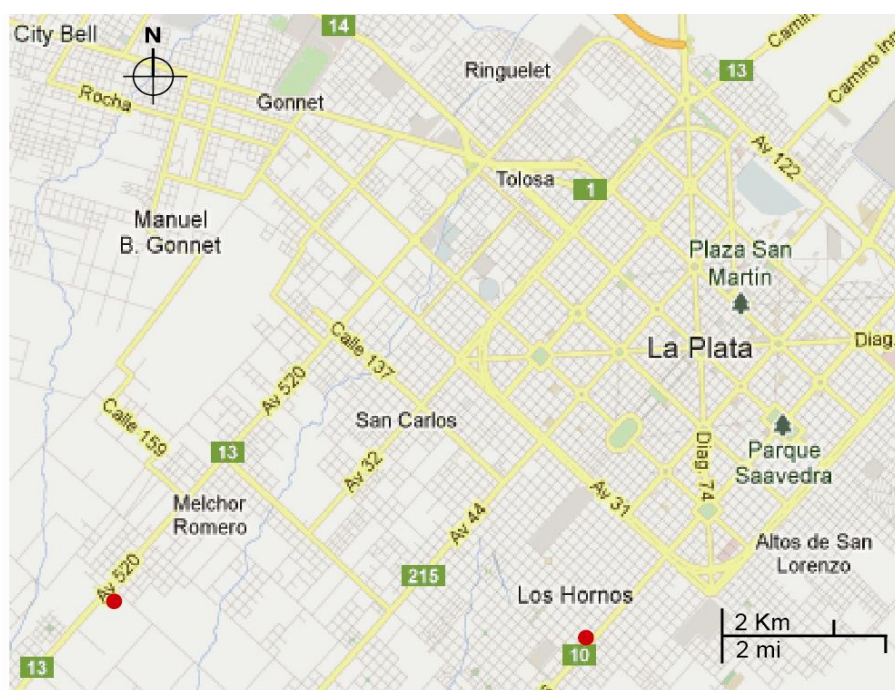 City Bell
N
14
Ringuelet
13
Camino
Camino
Rocha
Gonnet
Av 122
Tolosa
1
Manuel
B. Gonnet
Plaza San
Martín
La Plata
Diag.
Calle 137
Av 520
San Carlos
Calle 159
13
Av 32
Diag. 74
Parque
Saavedra
Melchor
Romero
Av 44
Av 31
Altos de San
Lorenzo
Av 520
215
Los Hornos
2 Km
2 mi
13
10